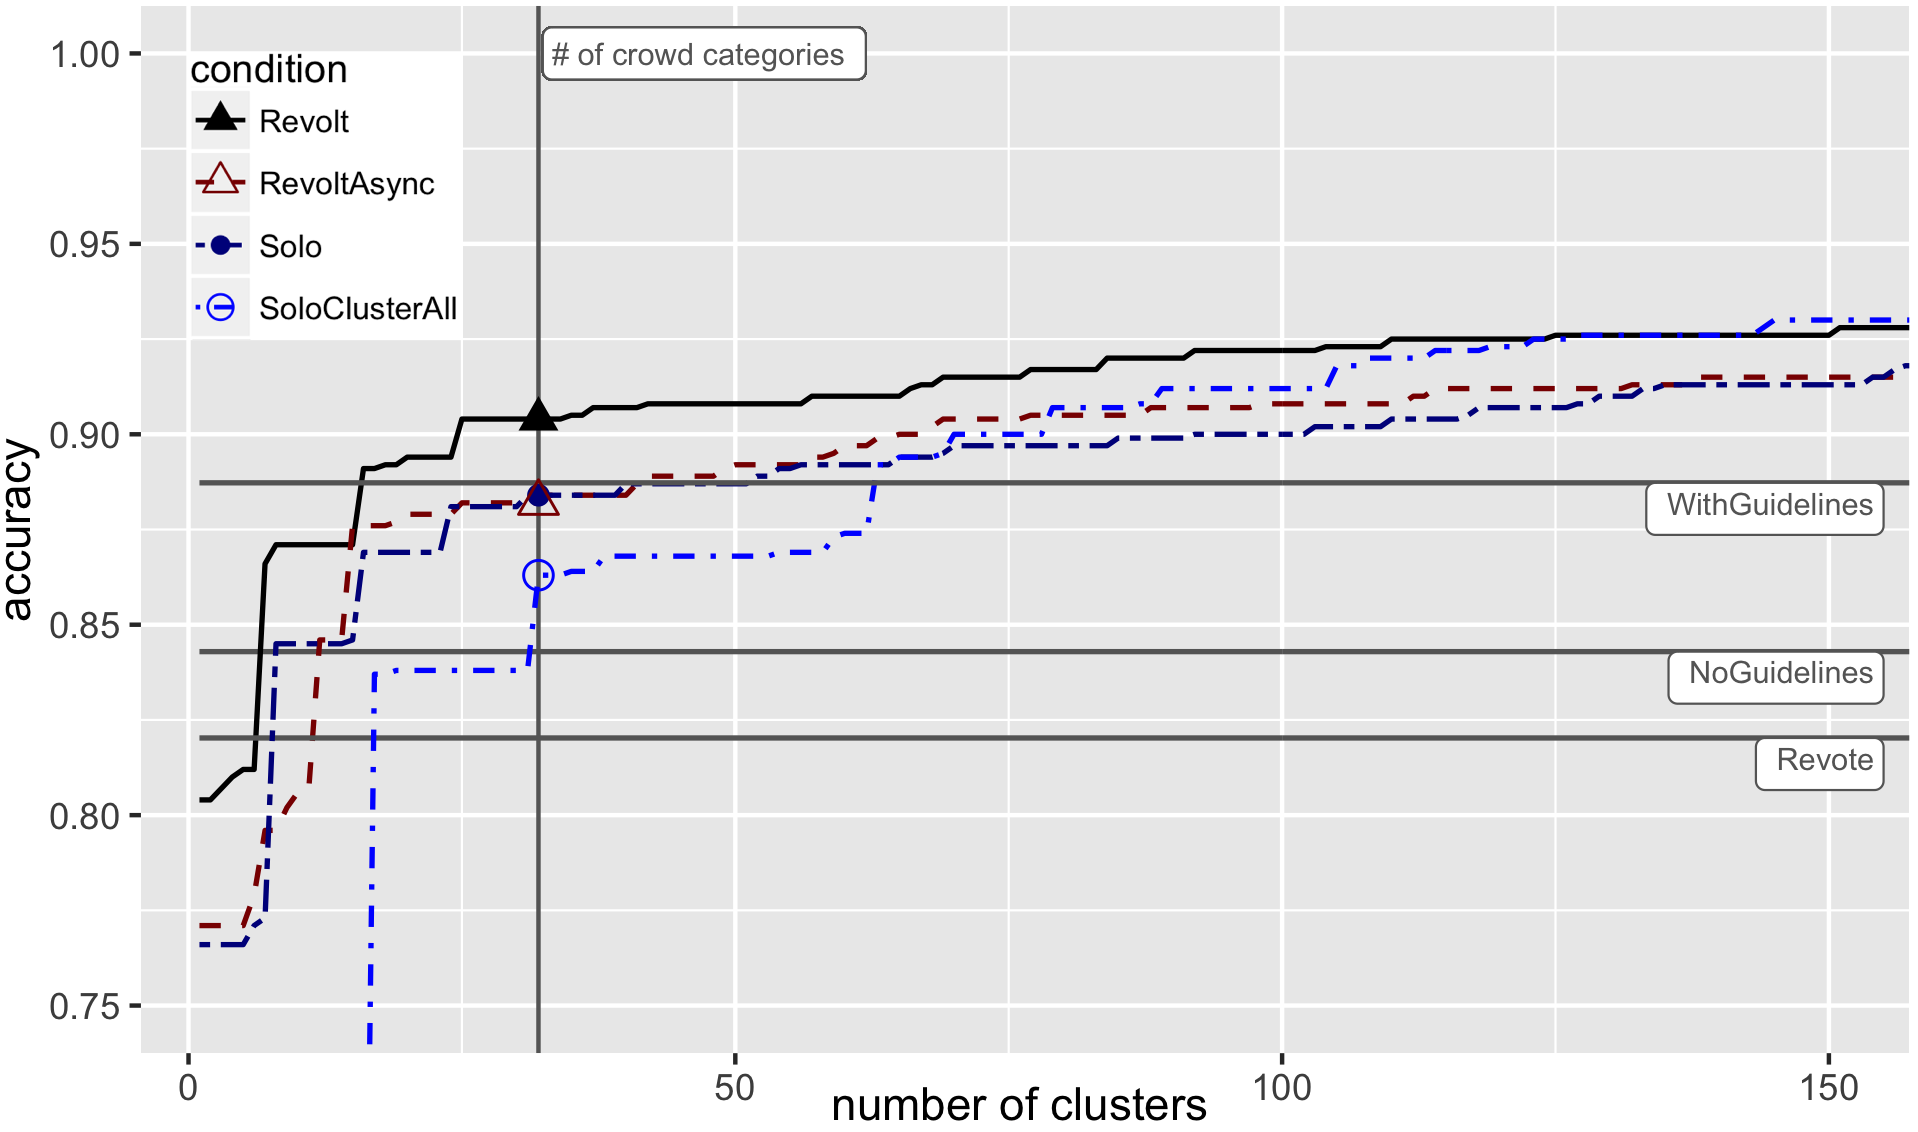 # of crowd categories
condition
Revolt
RevoltAsync
Solo
SoloClusterAll
1.00
0.95
0.90
0.85
0.80
0.75
accuracy
WithGuidelines
NoGuidelines
Revote
0
50
100
150
number of clusters